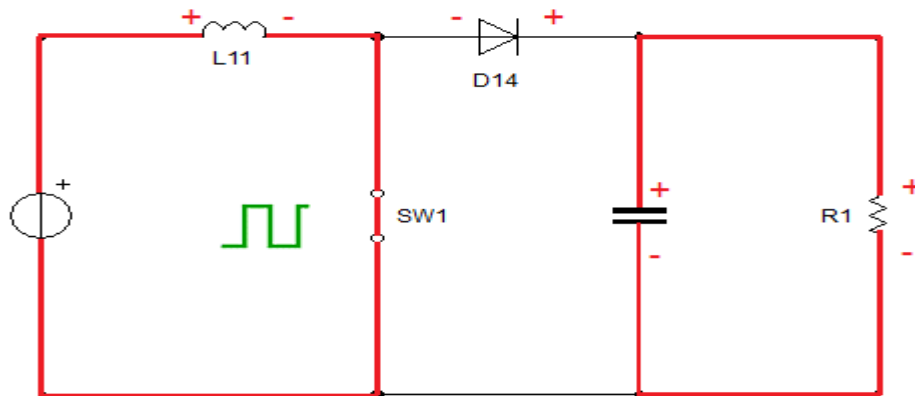 + -
- +
L11
D14
+
+
+
SW1
R1
-
-